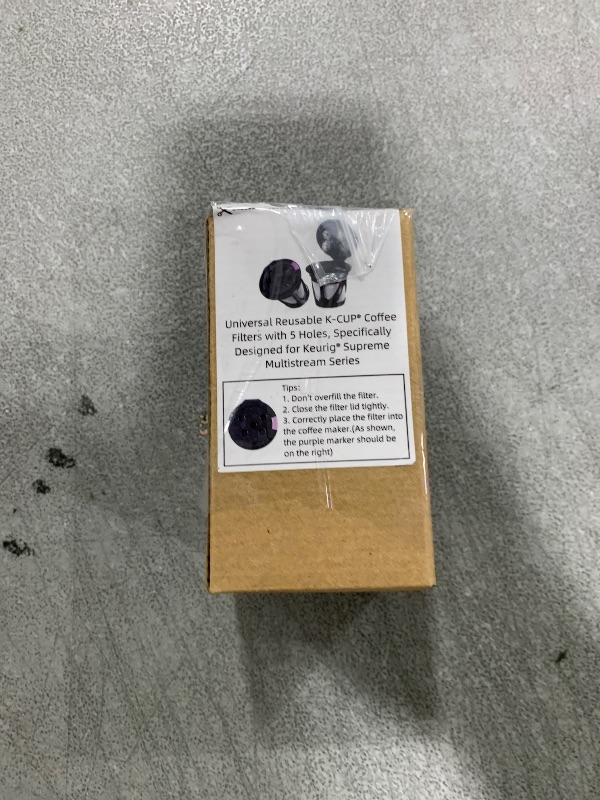 Universal Reusable K-CUP® Coffee
Filters with 5 Holes, Specifically
Designed for Keurig® Supreme
Multistream Series
Tips:
1. Don't overfill the filter.
2. Close the filter lid tightly.
3. Correctly place the filter into
the coffee maker.(As shown,
the purple marker should be
on the right)